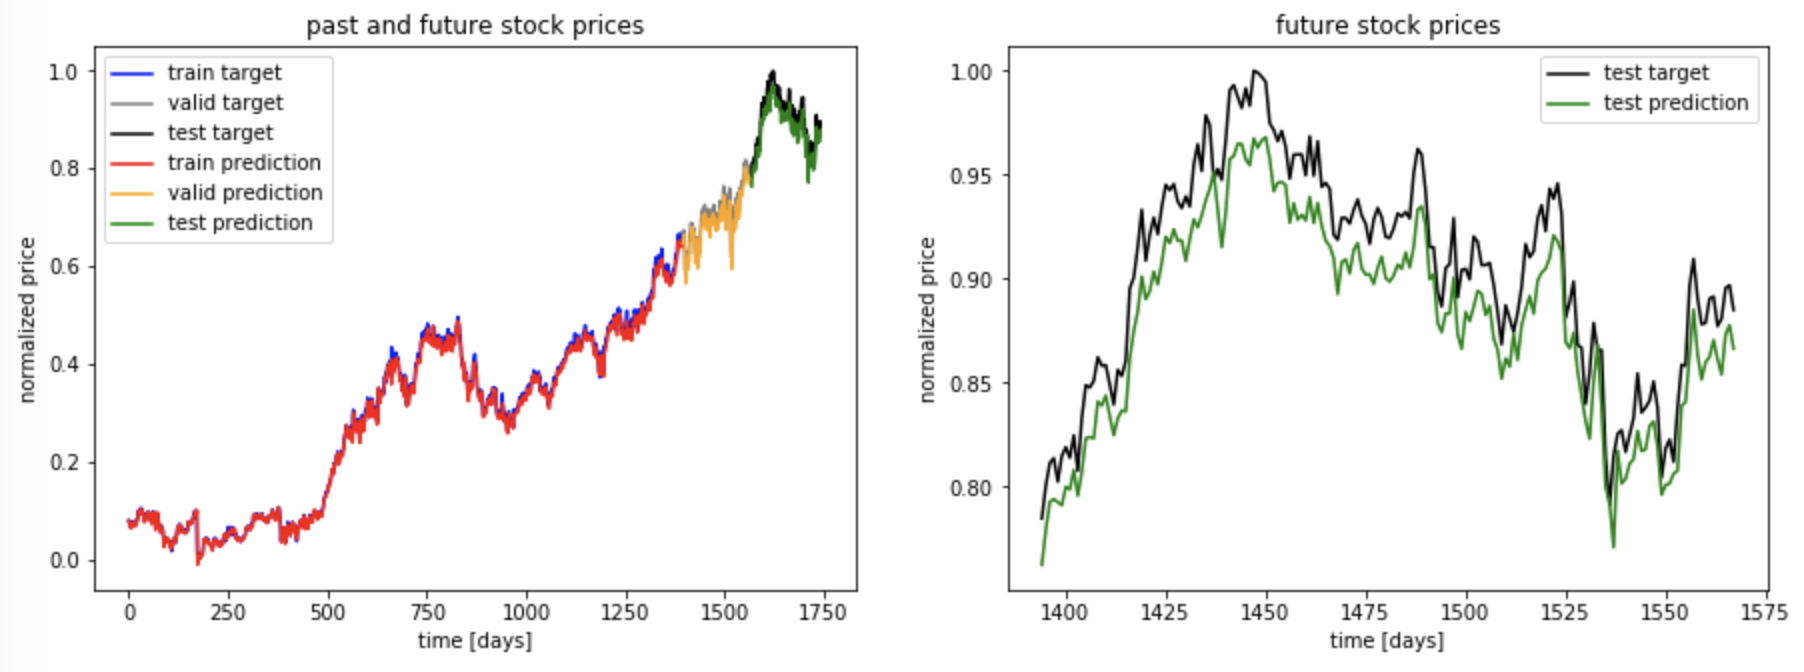 past and future stock prices
1.0
0.8
0.6
0.4
0.2
0.0
normalized price
train target
valid target
test target
train prediction
valid prediction
test prediction
0 250 500 750 1000 1250 1500 1750
time [days]
future stock prices
1.00
0.95
0.90
0.85
0.80
normalized price
test target
test prediction
1400 1425 1450 1475 1500 1525 1550 1575
time [days]